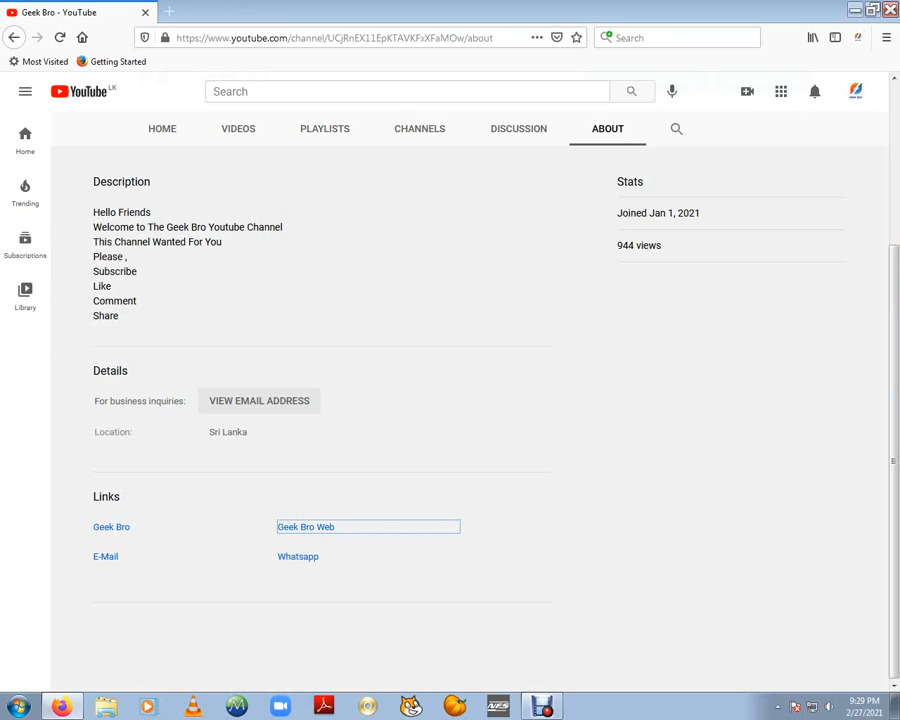 Geek Bro - YouTube
https://www.youtube.com/channel/UCjRnEX11EpKTAVKFxXFaMOw/about
Search
Most Visited
Getting Started
YouTube LK
Search
HOME
VIDEOS
PLAYLISTS
CHANNELS
DISCUSSION
ABOUT
Home
Trending
Subscriptions
Library
Description
Hello Friends
Welcome to The Geek Bro Youtube Channel
This Channel Wanted For You
Please ,
Subscribe
Like
Comment
Share
Stats
Joined Jan 1, 2021
944 views
Details
For business inquiries: VIEW EMAIL ADDRESS
Location: Sri Lanka
Links
Geek Bro
Geek Bro Web
E-Mail
Whatsapp
NFS
9:29 PM
2/27/2021